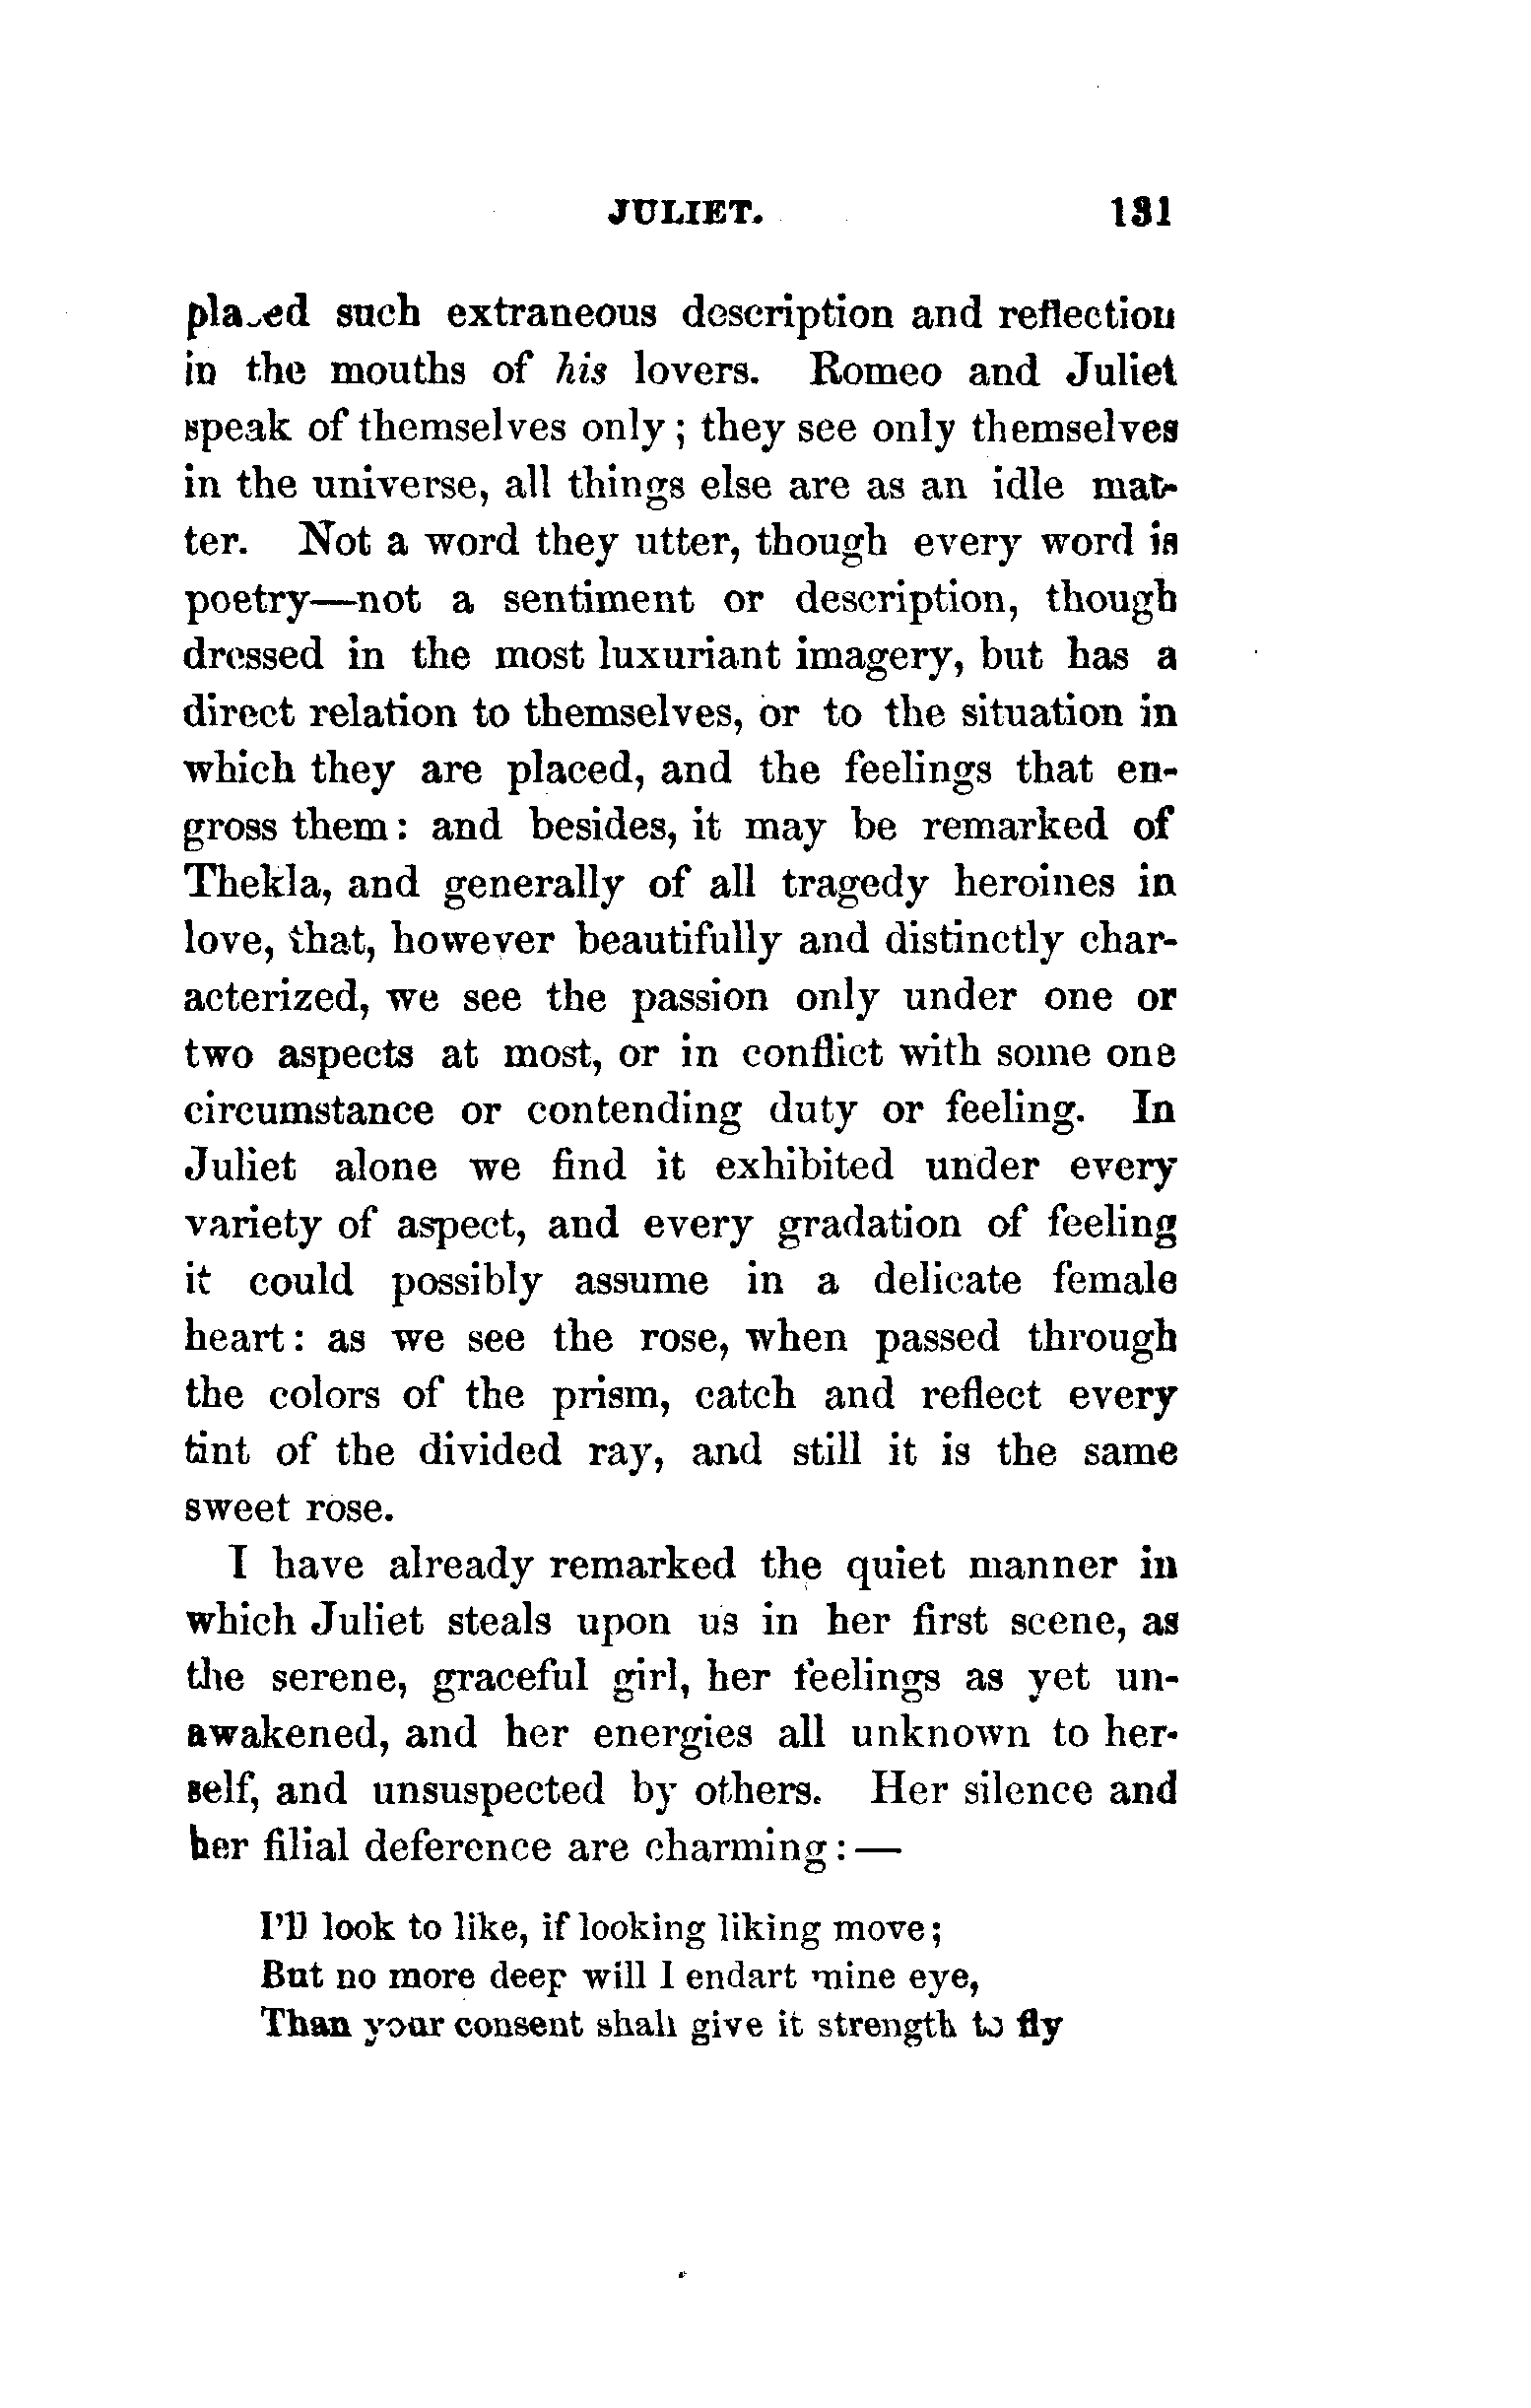 JULIET. 131
placed such extraneous description and reflection
in the mouths of his lovers. Romeo and Juliet
speak of themselves only; they see only themselves
in the universe, all things else are as an idle mat-
ter. Not a word they utter, though every word is
poetry—not a sentiment or description, though
dressed in the most luxuriant imagery, but has a
direct relation to themselves, or to the situation in
which they are placed, and the feelings that en-
gross them: and besides, it may be remarked of
Thekla, and generally of all tragedy heroines in
love, that, however beautifully and distinctly char-
acterized, we see the passion only under one or
two aspects at most, or in conflict with some one
circumstance or contending duty or feeling. In
Juliet alone we find it exhibited under every
variety of aspect, and every gradation of feeling
it could possibly assume in a delicate female
heart: as we see the rose, when passed through
the colors of the prism, catch and reflect every
tint of the divided ray, and still it is the same
sweet rose.
I have already remarked the quiet manner in
which Juliet steals upon us in her first scene, as
the serene, graceful girl, her feelings as yet un-
awakened, and her energies all unknown to her-
self, and unsuspected by others. Her silence and
her filial deference are charming:—
I'll look to like, if looking liking move;
But no more deep will I endart mine eye,
Than your consent shall give it strength to fly